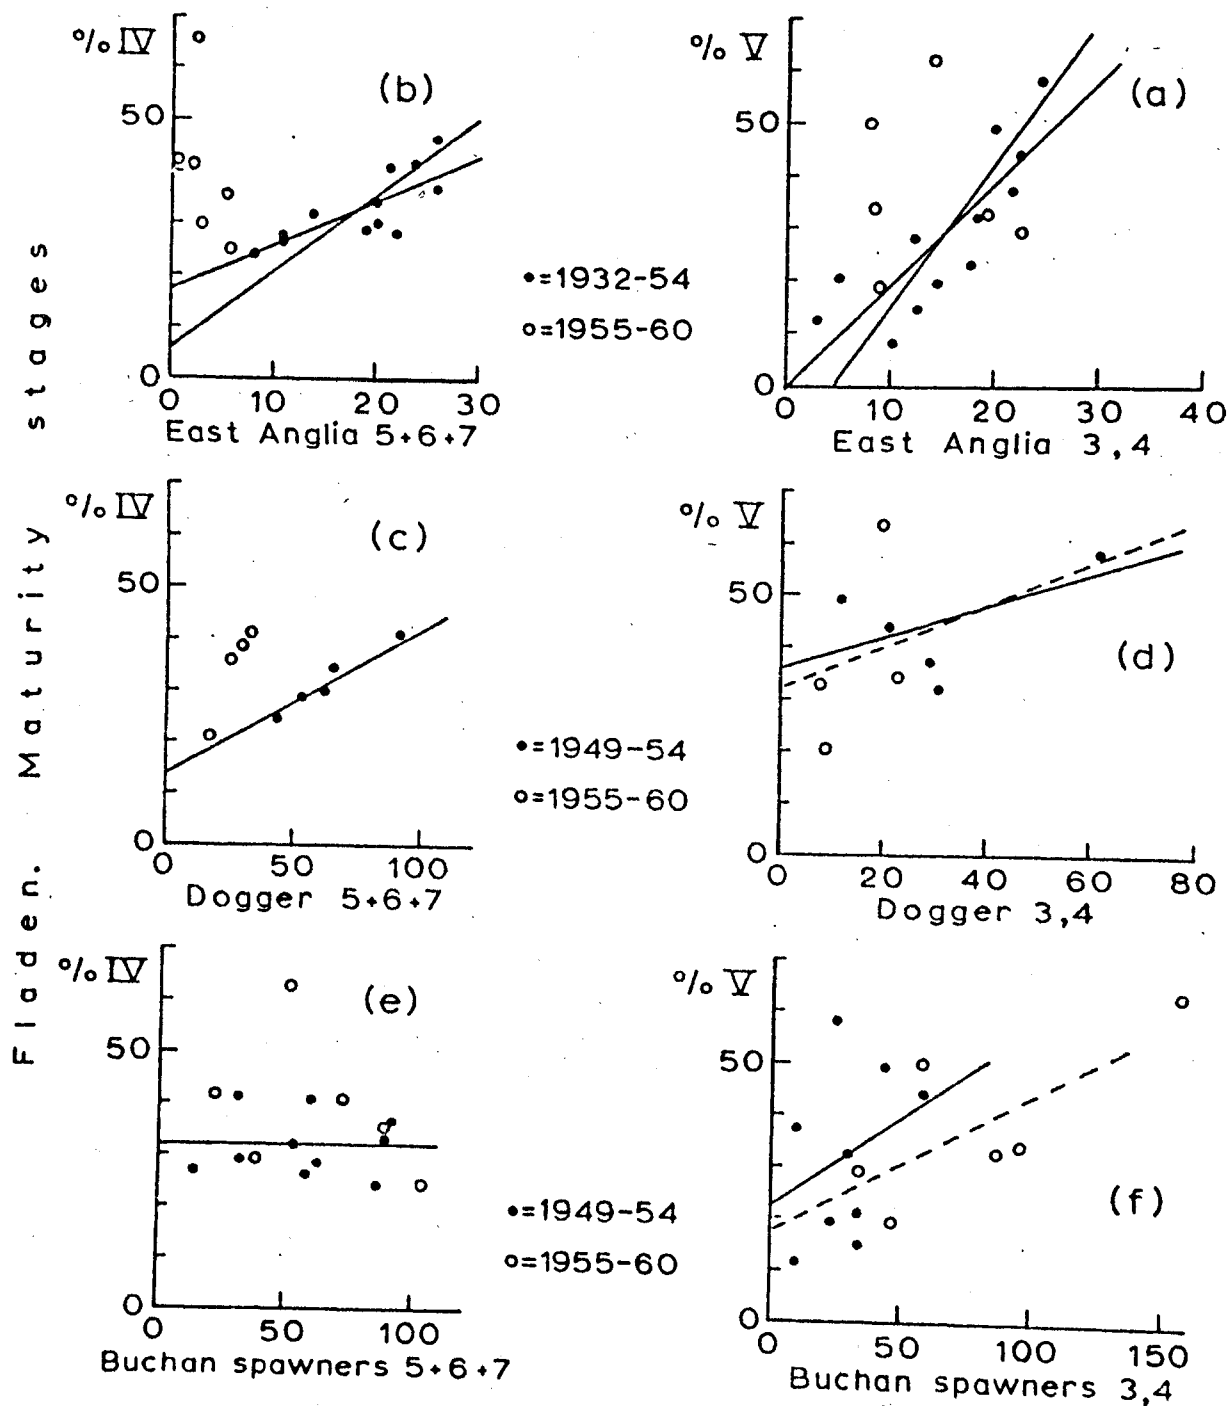 Fladen. Maturity stages
% IV
(b)
50
0
0 10 20 30
East Anglia 5+6+7
% V
(a)
50
0
0 10 20 30 40
East Anglia 3,4
•=1932-54
o=1955-60
% IV
(c)
50
0
0 50 100
Dogger 5+6+7
% V
(d)
50
0
0 20 40 60 80
Dogger 3,4
•=1949-54
o=1955-60
% IV
(e)
50
0
0 50 100
Buchan spawners 5+6+7
% V
(f)
50
0
0 50 100 150
Buchan spawners 3,4
•=1949-54
o=1955-60